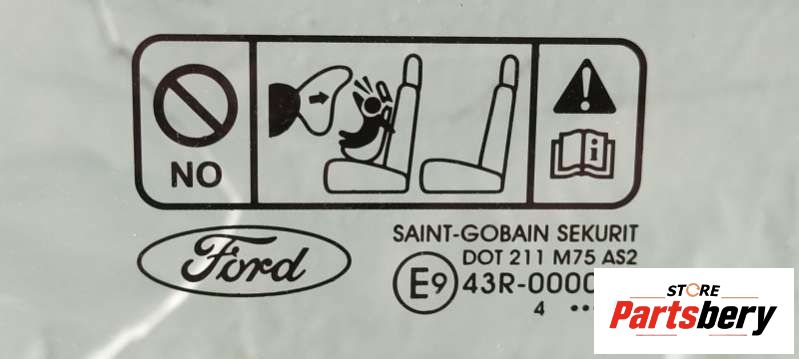 NO
i
Ford
SAINT-GOBAIN SEKURIT
DOT 211 M75 AS2
E9 43R-0000
4 •••
STORE
Partsbery